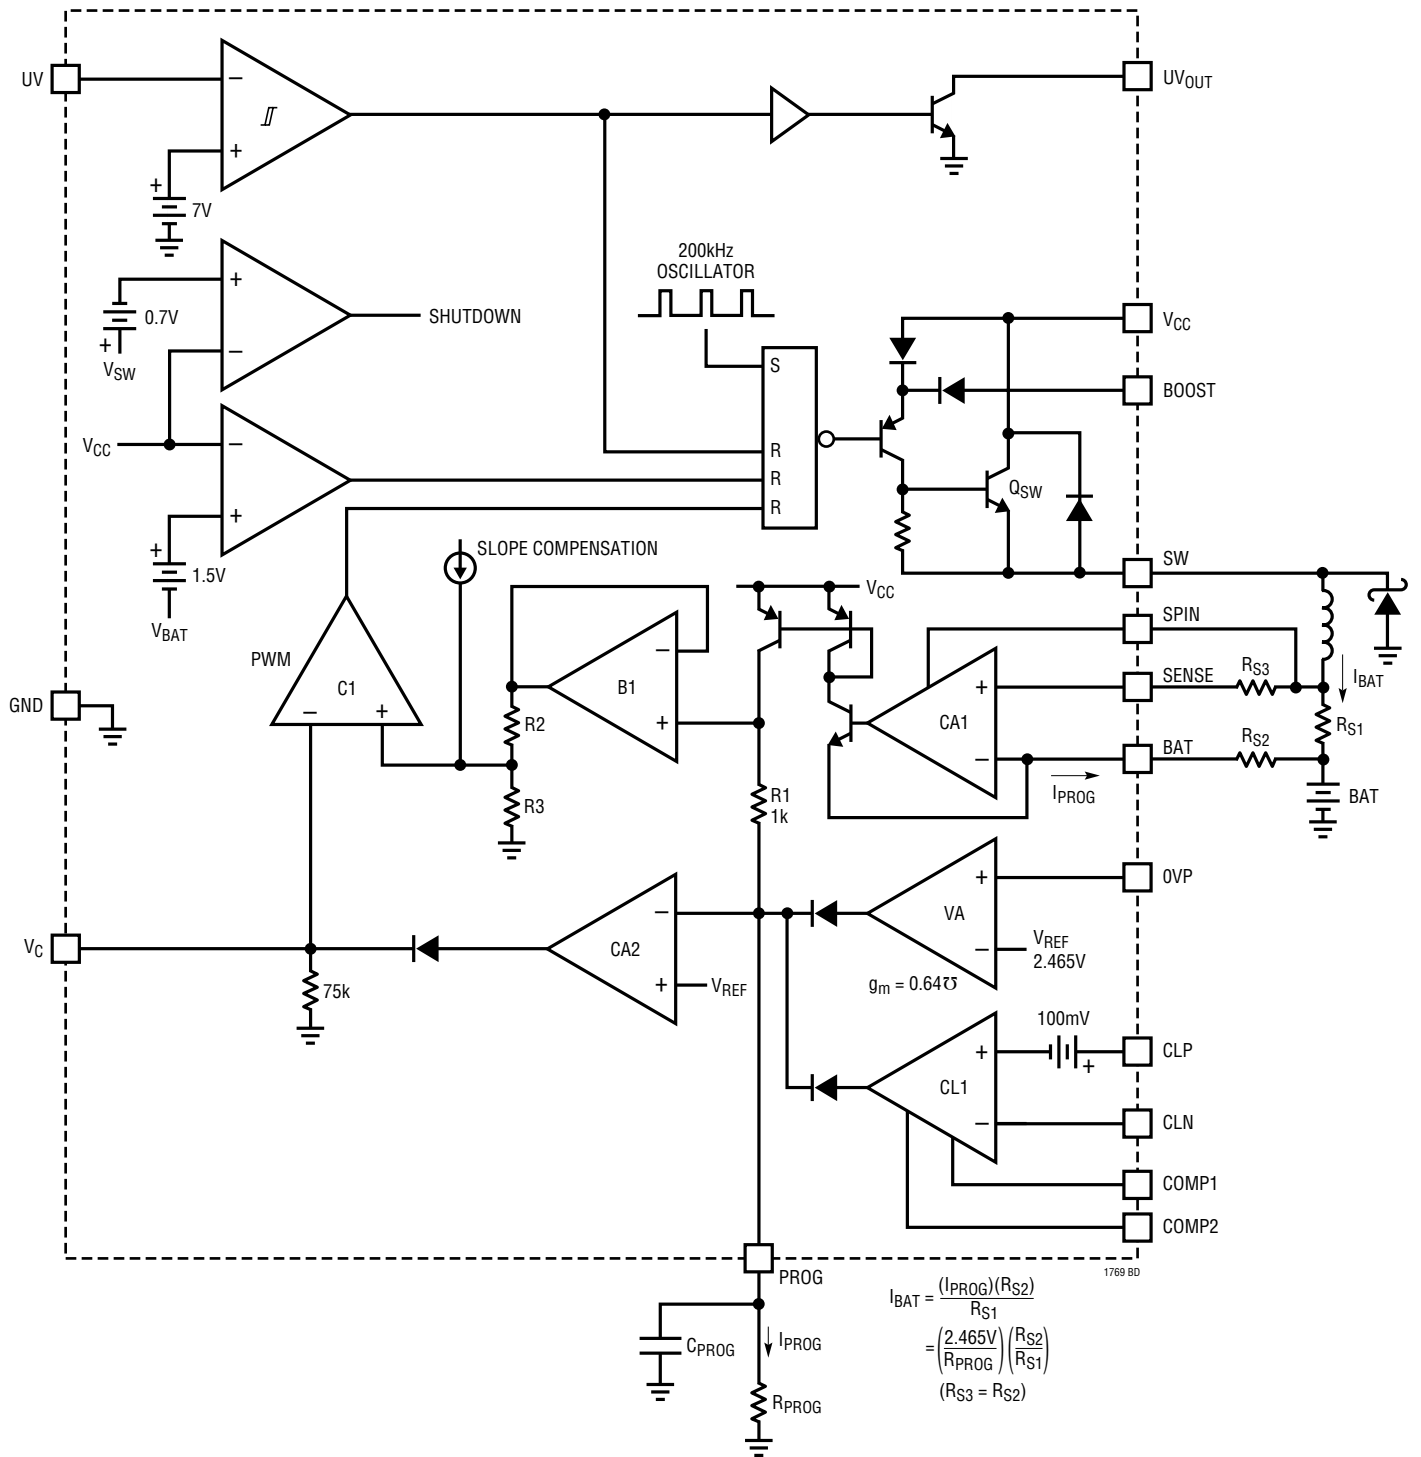 UV
−
+
+
7V
UVOUT
+
0.7V
+
VSW
−
SHUTDOWN
200kHz
OSCILLATOR
S
R
R
R
VCC
BOOST
QSW
VCC
−
+
+
1.5V
VBAT
SLOPE COMPENSATION
PWM
C1
−
+
B1
−
+
R2
R3
VCC
R1
1k
CA1
+
−
IPROG
SW
SPIN
SENSE
RS3
IBAT
RS1
BAT
RS2
BAT
GND
VC
75k
CA2
−
+
VREF
VA
+
−
VREF
2.465V
gm = 0.64℧
0VP
100mV
+
CL1
+
−
CLP
CLN
COMP1
COMP2
PROG
1769 BD
CPROG
IPROG
RPROG
IBAT = (IPROG)(RS2)
RS1
= (2.465V / RPROG) (RS2 / RS1)
(RS3 = RS2)